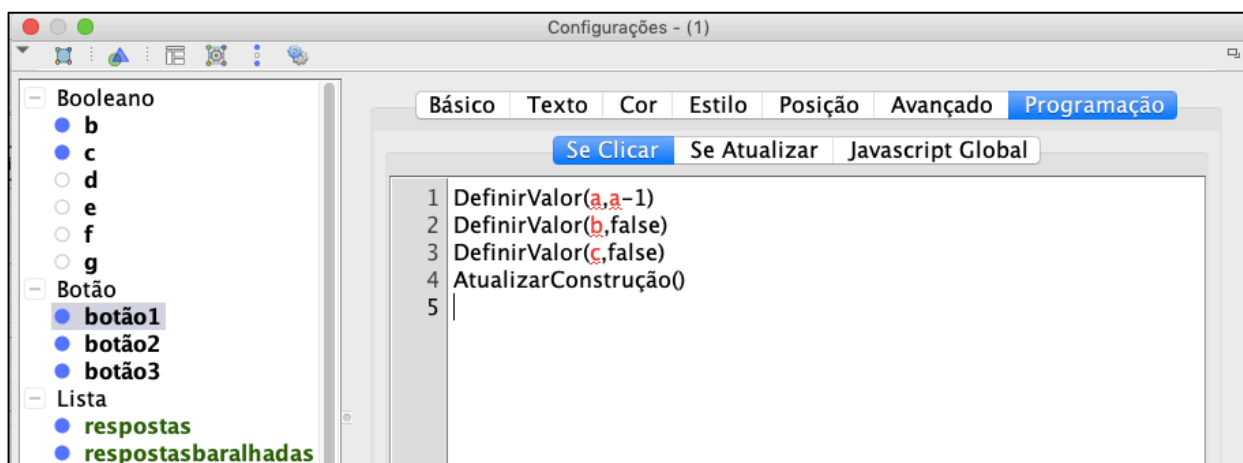 Configurações - (1)
Booleano
b
c
d
e
f
g
Botão
botão1
botão2
botão3
Lista
respostas
respostasbaralhadas
Básico Texto Cor Estilo Posição Avançado Programação
Se Clicar Se Atualizar Javascript Global
1 DefinirValor(a,a-1)
2 DefinirValor(b,false)
3 DefinirValor(c,false)
4 AtualizarConstrução()
5